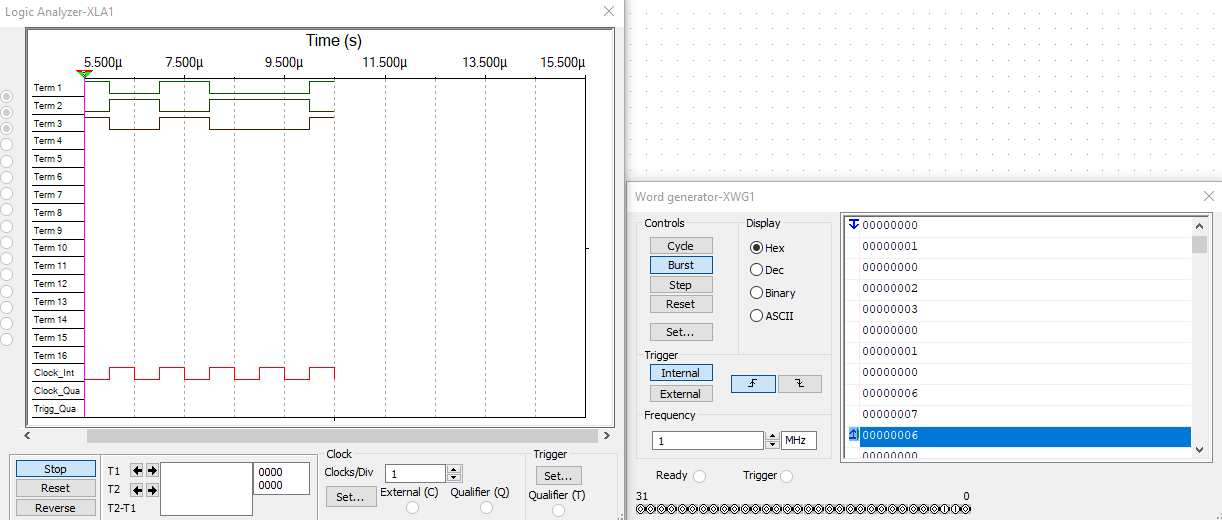 Logic Analyzer-XLA1
Time (s)
5.500µ 7.500µ 9.500µ 11.500µ 13.500µ 15.500µ
Term 1
Term 2
Term 3
Term 4
Term 5
Term 6
Term 7
Term 8
Term 9
Term 10
Term 11
Term 12
Term 13
Term 14
Term 15
Term 16
Clock_Int
Clock_Qua
Trigg_Qua
Stop
Reset
Reverse
T1
T2
T2-T1
0000
0000
Clock
Clocks/Div 1
Set...
External (C)
Qualifier (Q)
Trigger
Set...
Qualifier (T)
Word generator-XWG1
Controls
Cycle
Burst
Step
Reset
Set...
Display
Hex
Dec
Binary
ASCII
Trigger
Internal
External
Frequency
1 MHz
Ready
Trigger
00000000
00000001
00000000
00000002
00000003
00000000
00000001
00000000
00000006
00000007
00000006
00000000
31 0